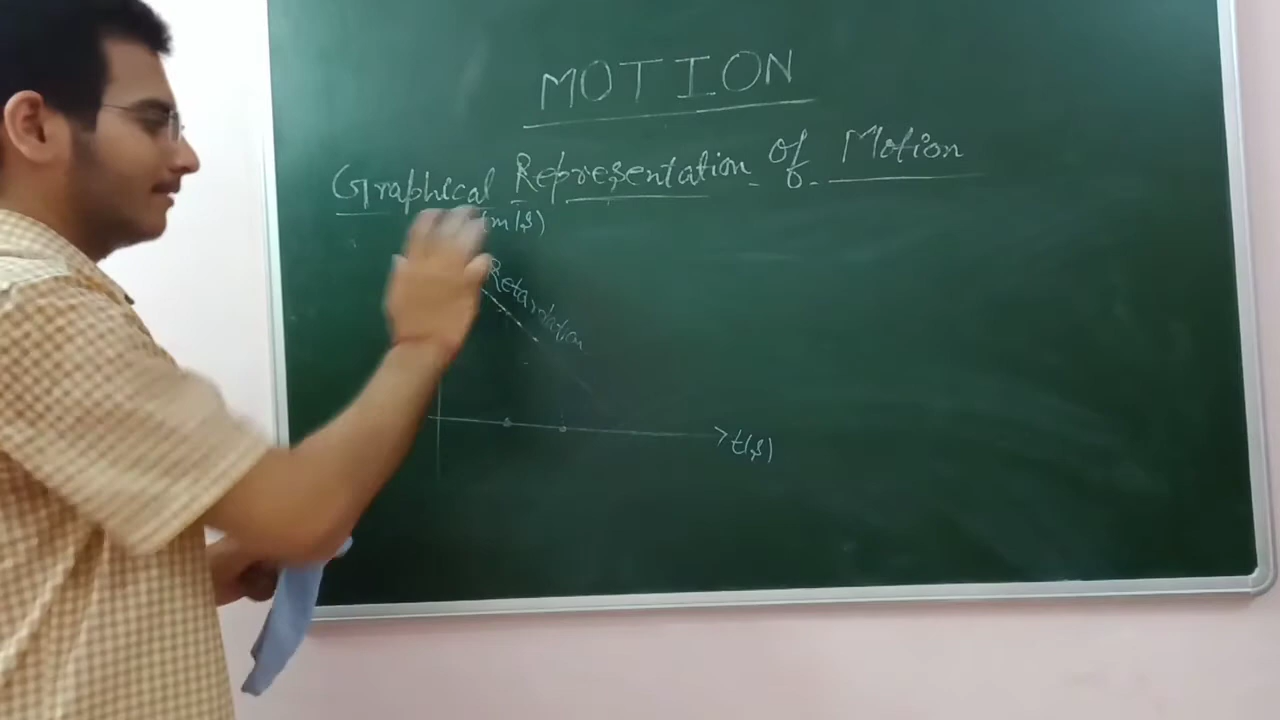 MOTION
Graphical Representation of Motion
(m/s)
Retardation
t(s)